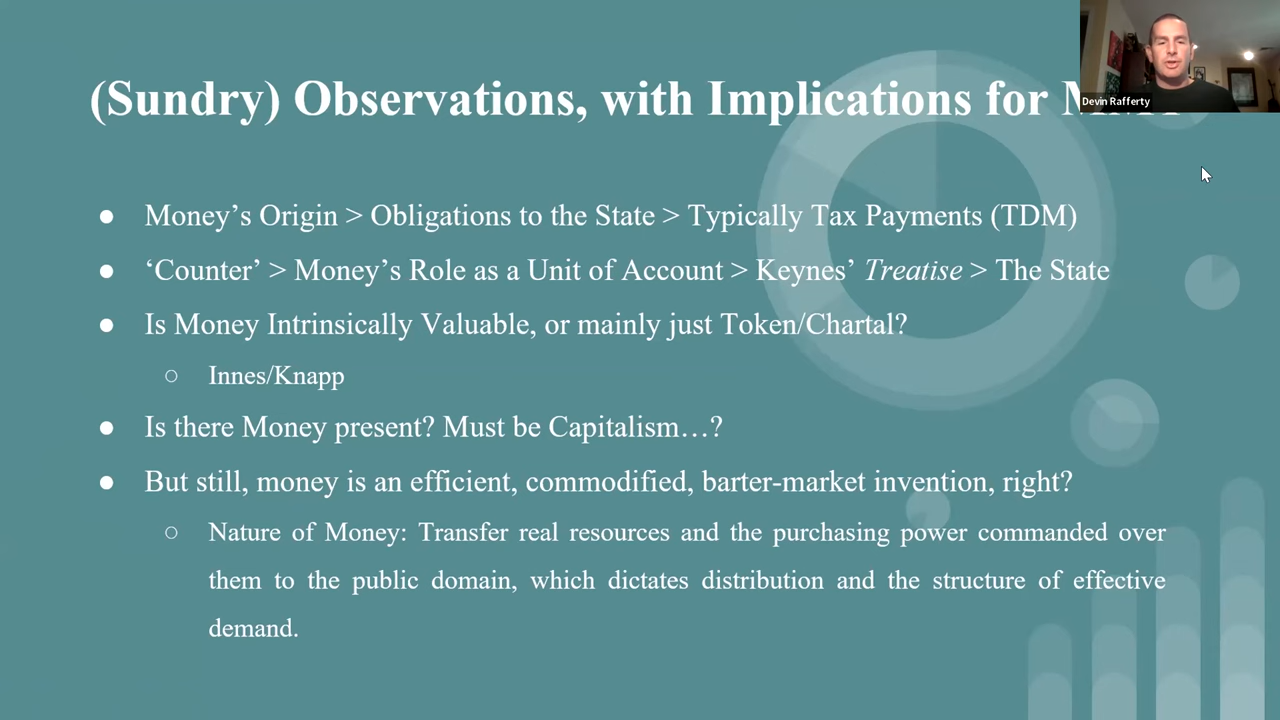 (Sundry) Observations, with Implications for
Devin Rafferty
● Money’s Origin > Obligations to the State > Typically Tax Payments (TDM)
● ‘Counter’ > Money’s Role as a Unit of Account > Keynes’ Treatise > The State
● Is Money Intrinsically Valuable, or mainly just Token/Chartal?
○ Innes/Knapp
● Is there Money present? Must be Capitalism…?
● But still, money is an efficient, commodified, barter-market invention, right?
○ Nature of Money: Transfer real resources and the purchasing power commanded over
them to the public domain, which dictates distribution and the structure of effective
demand.